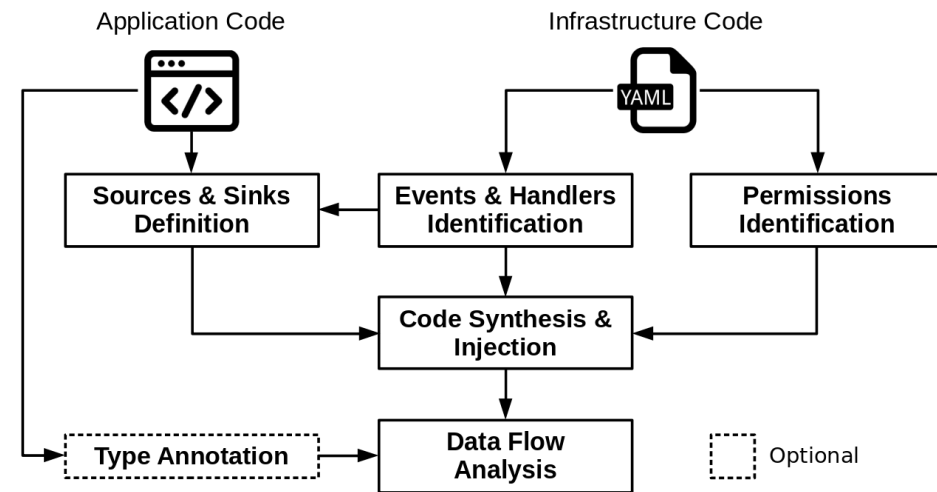 Application Code
Infrastructure Code
</>
YAML
Sources & Sinks
Definition
Events & Handlers
Identification
Permissions
Identification
Code Synthesis &
Injection
Type Annotation
Data Flow
Analysis
Optional